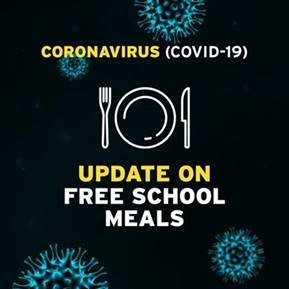 CORONAVIRUS (COVID-19)
UPDATE ON
FREE SCHOOL
MEALS